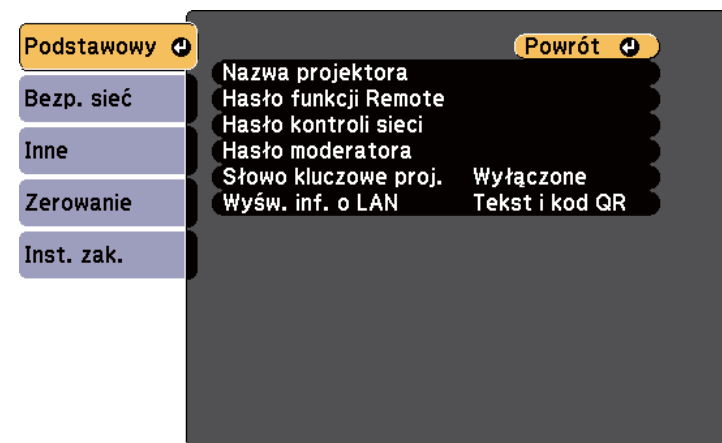 Podstawowy
Bezp. sieć
Inne
Zerowanie
Inst. zak.
Powrót
Nazwa projektora
Hasło funkcji Remote
Hasło kontroli sieci
Hasło moderatora
Słowo kluczowe proj. Wyłączone
Wyśw. inf. o LAN Tekst i kod QR